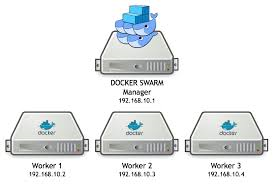 DOCKER SWARM
Manager
192.168.10.1
docker
docker
docker
Worker 1
Worker 2
Worker 3
192.168.10.2
192.168.10.3
192.168.10.4